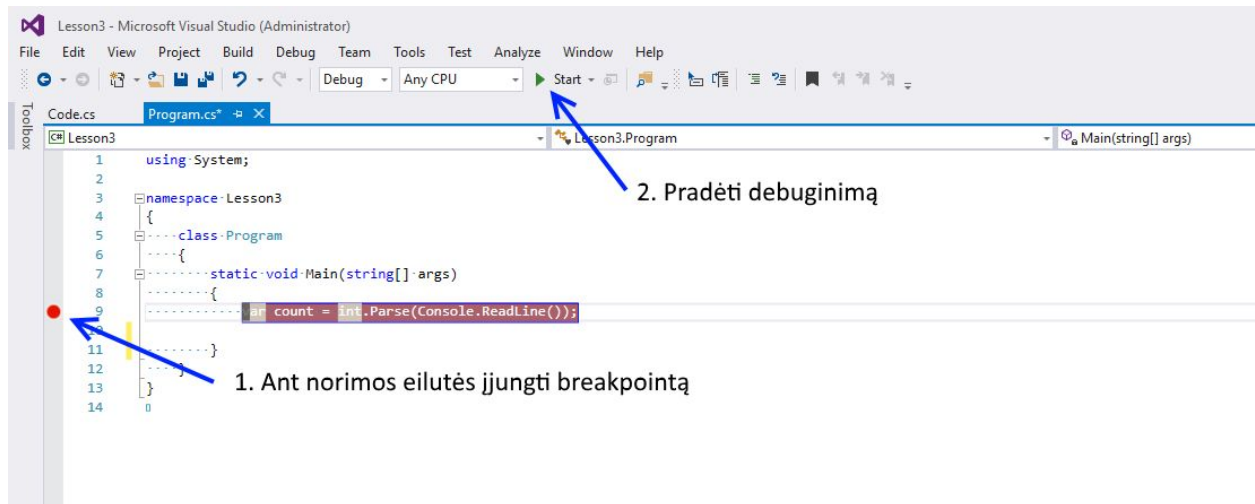 Lesson3 - Microsoft Visual Studio (Administrator)
File Edit View Project Build Debug Team Tools Test Analyze Window Help
Debug Any CPU Start
Toolbox
Code.cs Program.cs*
C# Lesson3 Lesson3.Program Main(string[] args)
1 using System;
2
3 namespace Lesson3
4 {
5 class Program
6 {
7 static void Main(string[] args)
8 {
9 var count = int.Parse(Console.ReadLine());
10
11 }
12 }
13 }
14
2. Pradėti debuginimą
1. Ant norimos eilutės įjungti breakpointą